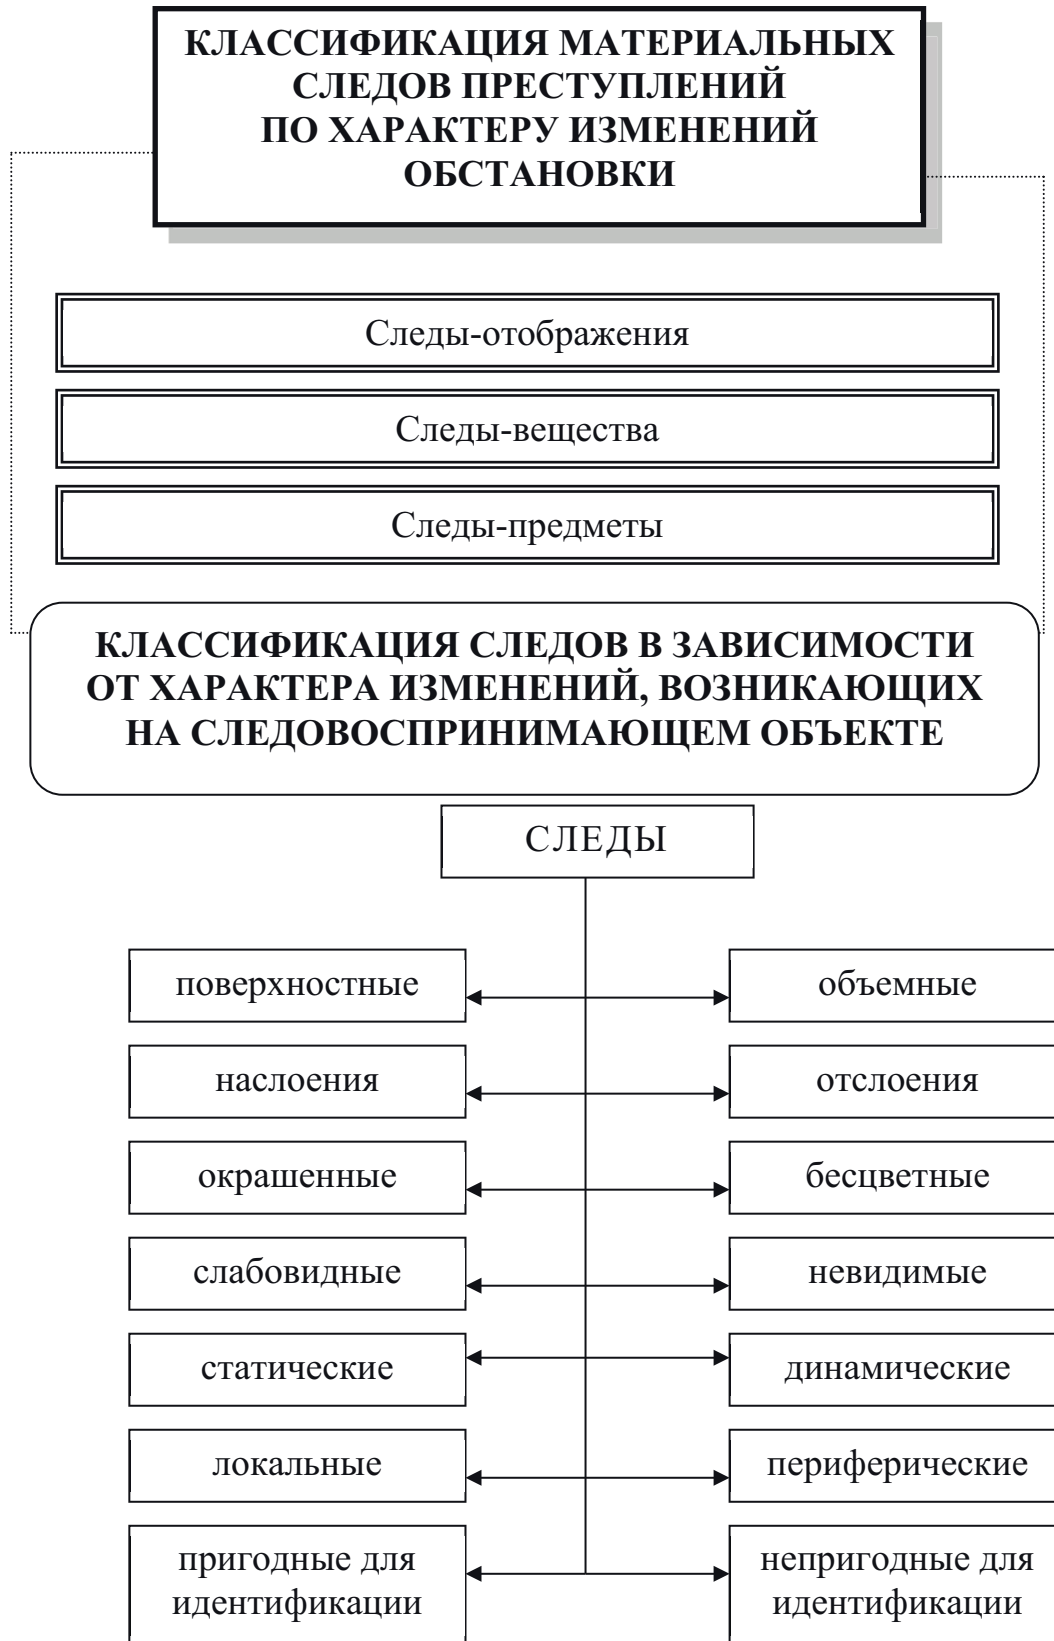 КЛАССИФИКАЦИЯ МАТЕРИАЛЬНЫХ
СЛЕДОВ ПРЕСТУПЛЕНИЙ
ПО ХАРАКТЕРУ ИЗМЕНЕНИЙ
ОБСТАНОВКИ
Следы-отображения
Следы-вещества
Следы-предметы
КЛАССИФИКАЦИЯ СЛЕДОВ В ЗАВИСИМОСТИ
ОТ ХАРАКТЕРА ИЗМЕНЕНИЙ, ВОЗНИКАЮЩИХ
НА СЛЕДОВОСПРИНИМАЮЩЕМ ОБЪЕКТЕ
СЛЕДЫ
поверхностные
объемные
наслоения
отслоения
окрашенные
бесцветные
слабовидные
невидимые
статические
динамические
локальные
периферические
пригодные для
идентификации
непригодные для
идентификации